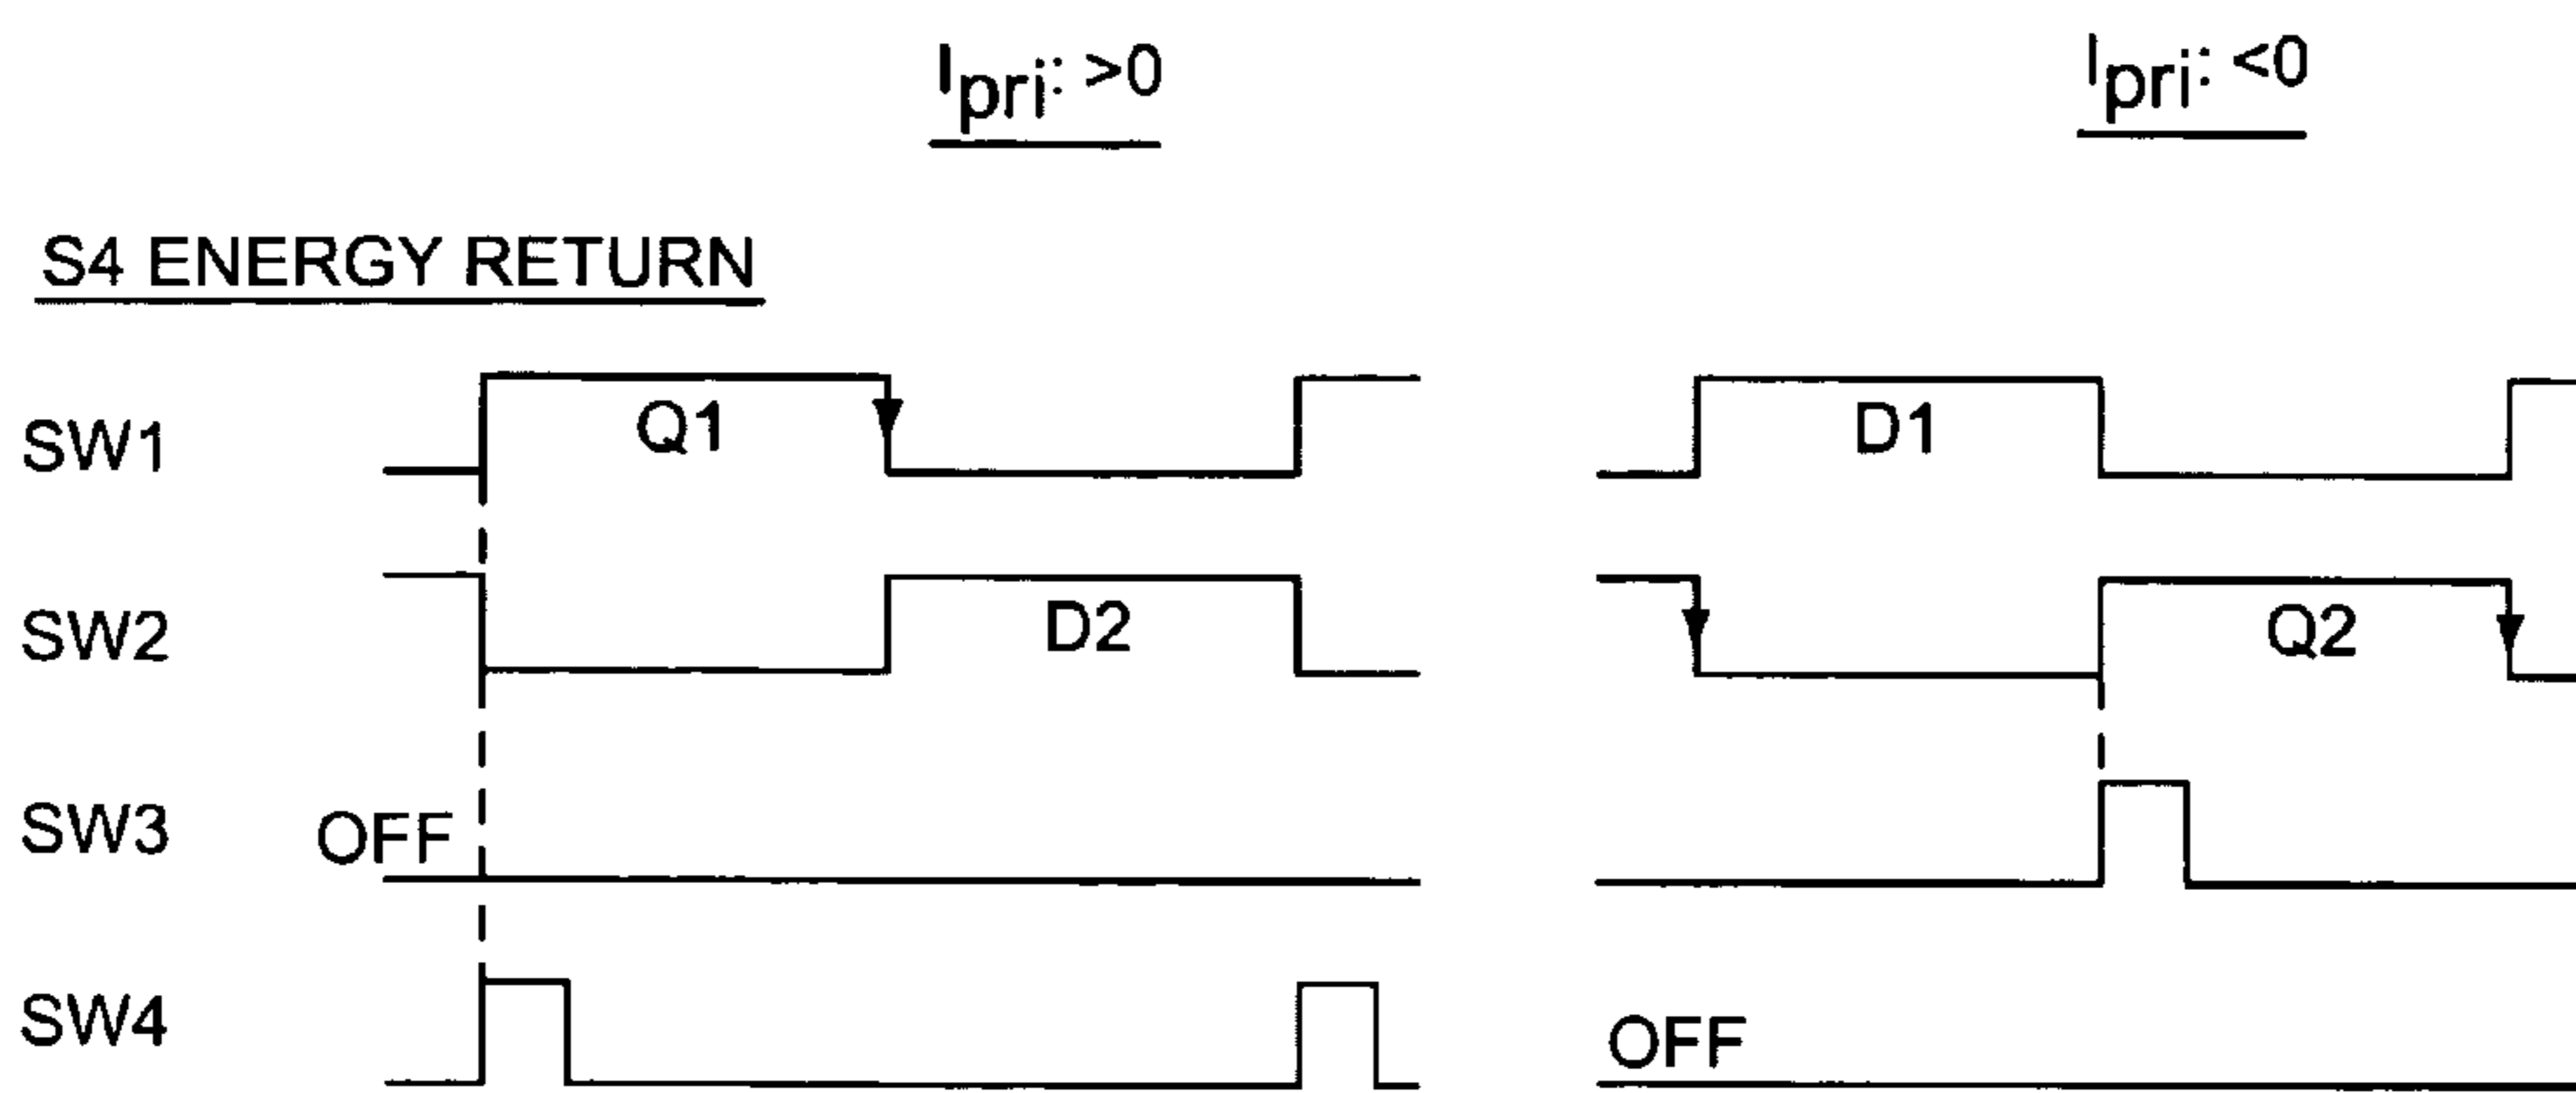 Ipri: >0
Ipri: <0
S4 ENERGY RETURN
SW1
Q1
D1
SW2
D2
Q2
SW3
OFF
SW4
OFF